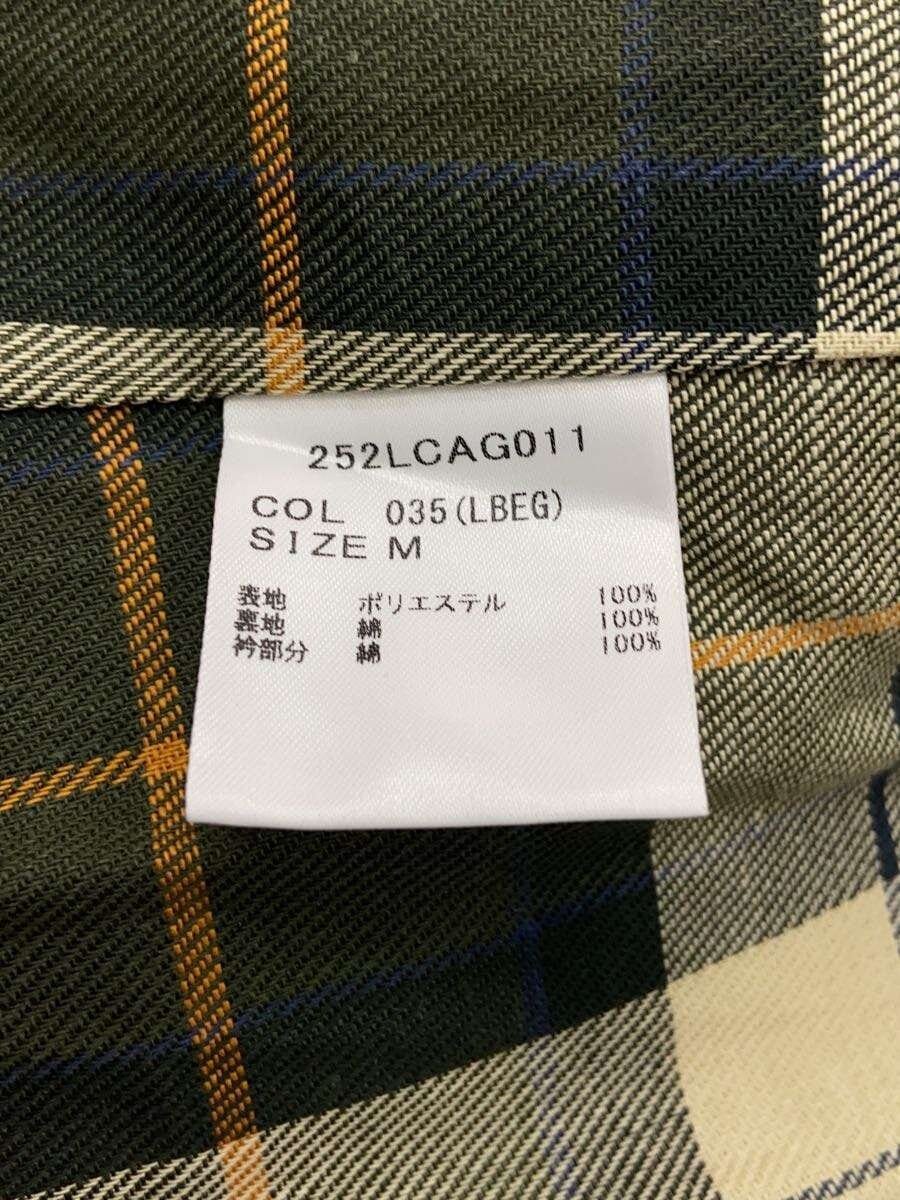 252LCAG011
COL 035(LBEG)
SIZE M
表地 ポリエステル 100%
裏地 綿 100%
衿部分 綿 100%